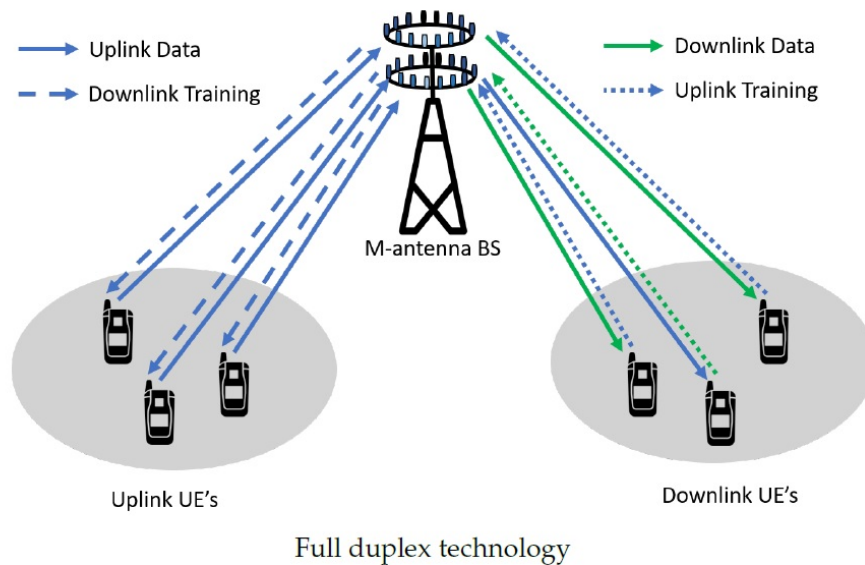 Uplink Data
Downlink Training
Downlink Data
Uplink Training
M-antenna BS
Uplink UE's
Downlink UE's
Full duplex technology